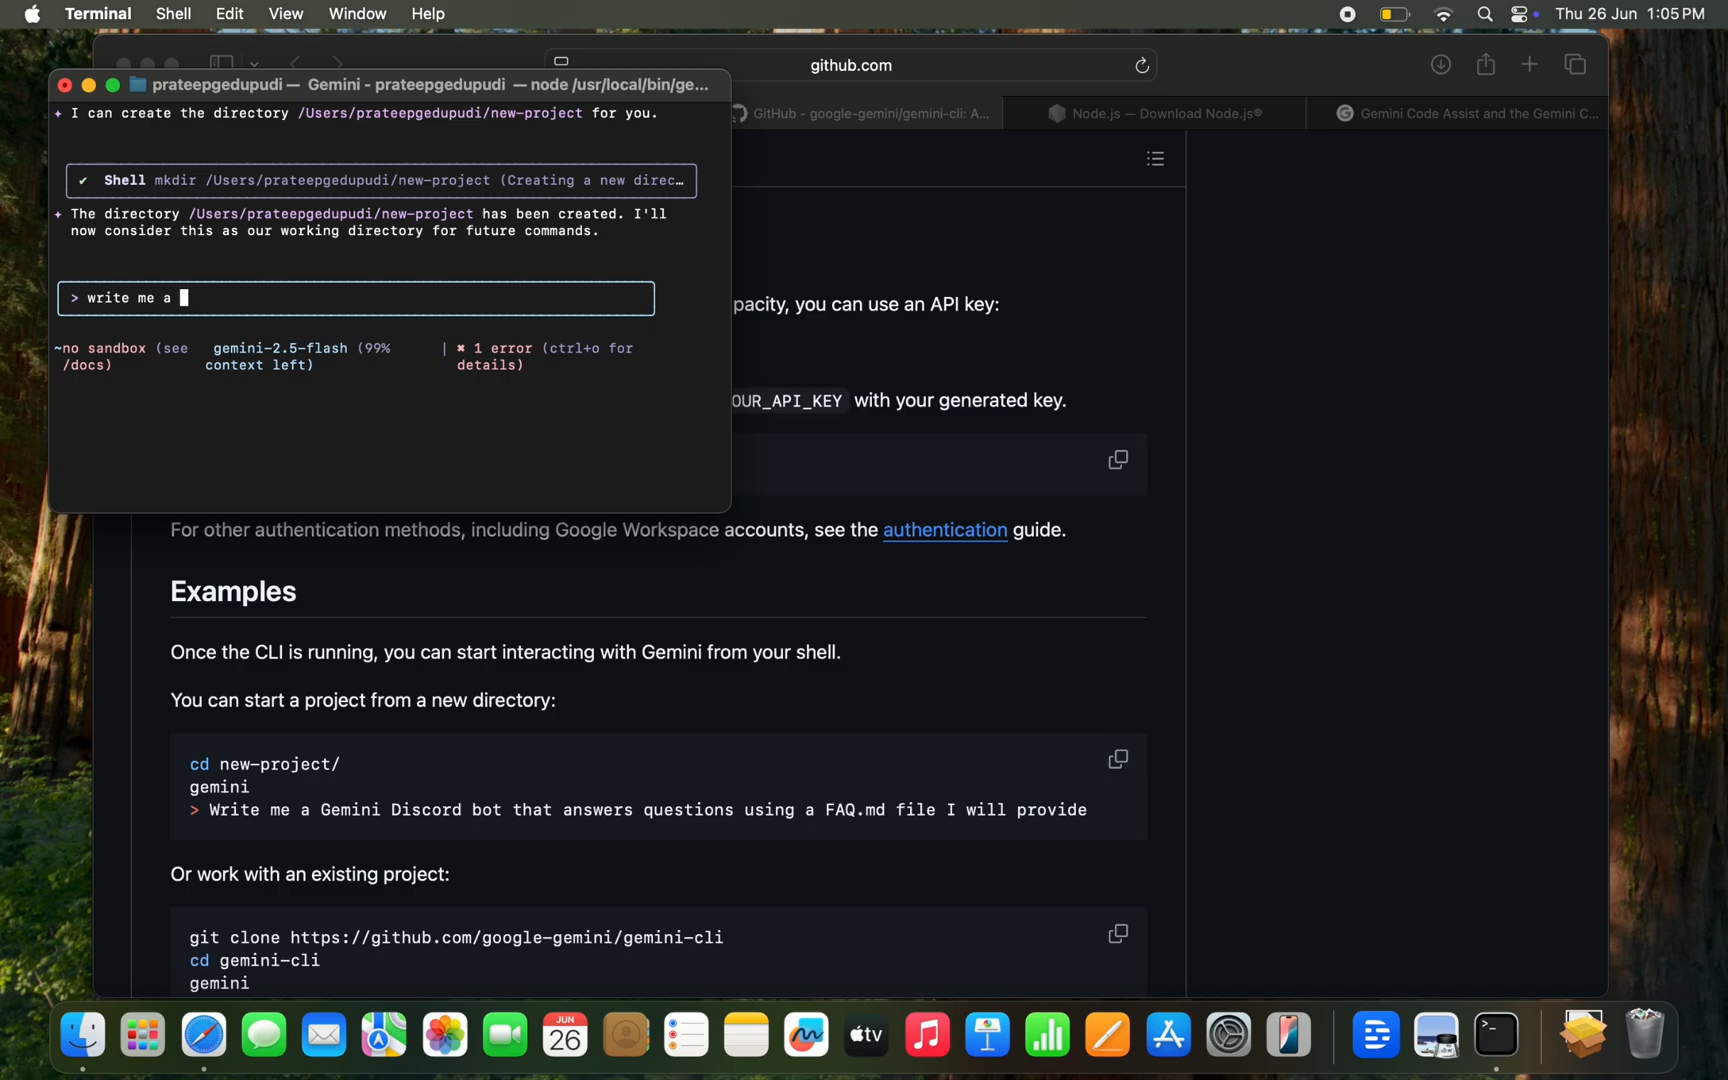 Terminal Shell Edit View Window Help Thu 26 Jun 1:05 PM
github.com
prateepgedupudi — Gemini - prateepgedupudi — node /usr/local/bin/ge...
GitHub - google-gemini/gemini-cli: A... Node.js — Download Node.js® Gemini Code Assist and the Gemini C...
✦ I can create the directory /Users/prateepgedupudi/new-project for you.
✔ Shell mkdir /Users/prateepgedupudi/new-project (Creating a new direc…
✦ The directory /Users/prateepgedupudi/new-project has been created. I'll
now consider this as our working directory for future commands.
> write me a
~no sandbox (see gemini-2.5-flash (99% | ✖ 1 error (ctrl+o for
/docs) context left) details)
pacity, you can use an API key:
OUR_API_KEY with your generated key.
For other authentication methods, including Google Workspace accounts, see the authentication guide.
Examples
Once the CLI is running, you can start interacting with Gemini from your shell.
You can start a project from a new directory:
cd new-project/
gemini
> Write me a Gemini Discord bot that answers questions using a FAQ.md file I will provide
Or work with an existing project:
git clone https://github.com/google-gemini/gemini-cli
cd gemini-cli
gemini
JUN
26
tv